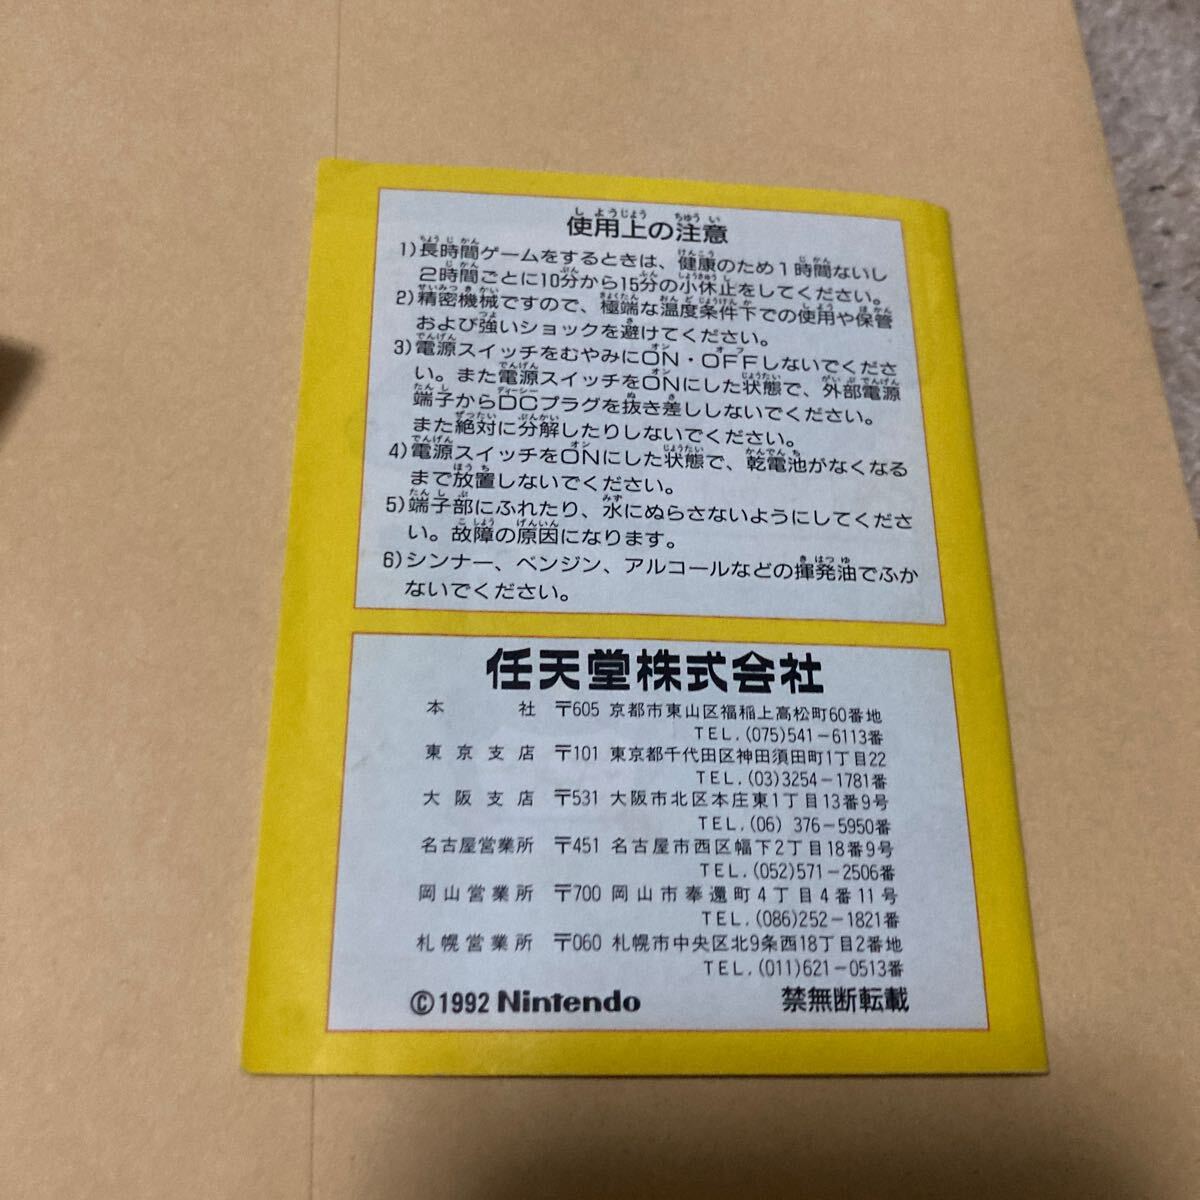 使用上の注意
1)長時間ゲームをするときは、健康のため1時間ないし
2時間ごとに10分から15分の小休止をしてください。
2)精密機械ですので、極端な温度条件下での使用や保管
および強いショックを避けてください。
3)電源スイッチをむやみにON・OFFしないでくださ
い。また電源スイッチをONにした状態で、外部電源
端子からDCプラグを抜き差ししないでください。
また絶対に分解したりしないでください。
4)電源スイッチをONにした状態で、乾電池がなくなる
まで放置しないでください。
5)端子部にふれたり、水にぬらさないようにしてくださ
い。故障の原因になります。
6)シンナー、ベンジン、アルコールなどの揮発油でふか
ないでください。
任天堂株式会社
本社 〒605 京都市東山区福稲上高松町60番地
TEL.(075)541-6113番
東京支店 〒101 東京都千代田区神田須田町1丁目22
TEL.(03)3254-1781番
大阪支店 〒531 大阪市北区本庄東1丁目13番9号
TEL.(06) 376-5950番
名古屋営業所 〒451 名古屋市西区幅下2丁目18番9号
TEL.(052)571-2506番
岡山営業所 〒700 岡山市奉還町4丁目4番11号
TEL.(086)252-1821番
札幌営業所 〒060 札幌市中央区北9条西18丁目2番地
TEL.(011)621-0513番
©1992 Nintendo 禁無断転載